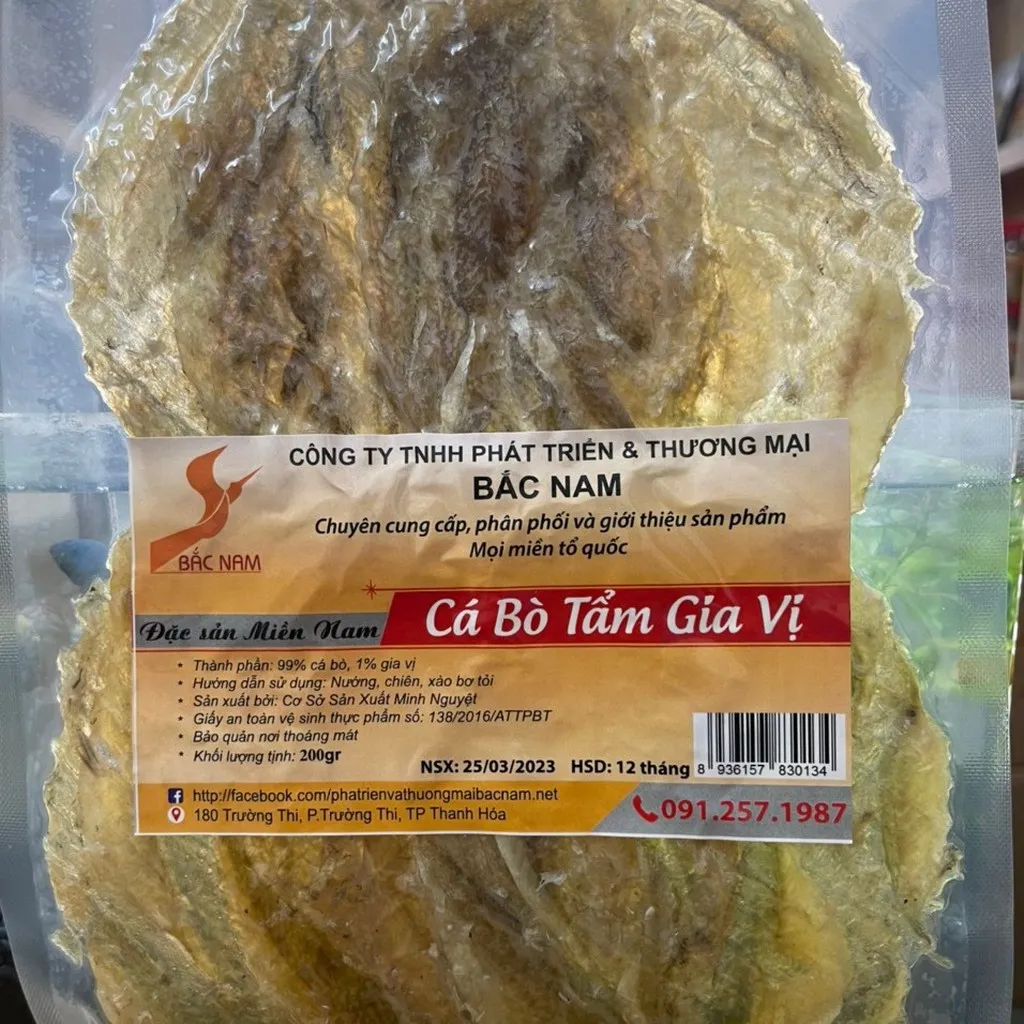 CÔNG TY TNHH PHÁT TRIỂN & THƯƠNG MẠI
BẮC NAM
Chuyên cung cấp, phân phối và giới thiệu sản phẩm
Mọi miền tổ quốc
BẮC NAM
Đặc sản Miền Nam
Cá Bò Tẩm Gia Vị
* Thành phần: 99% cá bò, 1% gia vị
* Hướng dẫn sử dụng: Nướng, chiên, xào bơ tỏi
* Sản xuất bởi: Cơ Sở Sản Xuất Minh Nguyệt
* Giấy an toàn vệ sinh thực phẩm số: 138/2016/ATTPBT
* Bảo quản nơi thoáng mát
* Khối lượng tịnh: 200gr
NSX: 25/03/2023 HSD: 12 tháng
8 936157 830134
http://facebook.com/phatrienvathuongmaibacnam.net
180 Trường Thi, P.Trường Thi, TP Thanh Hóa
091.257.1987